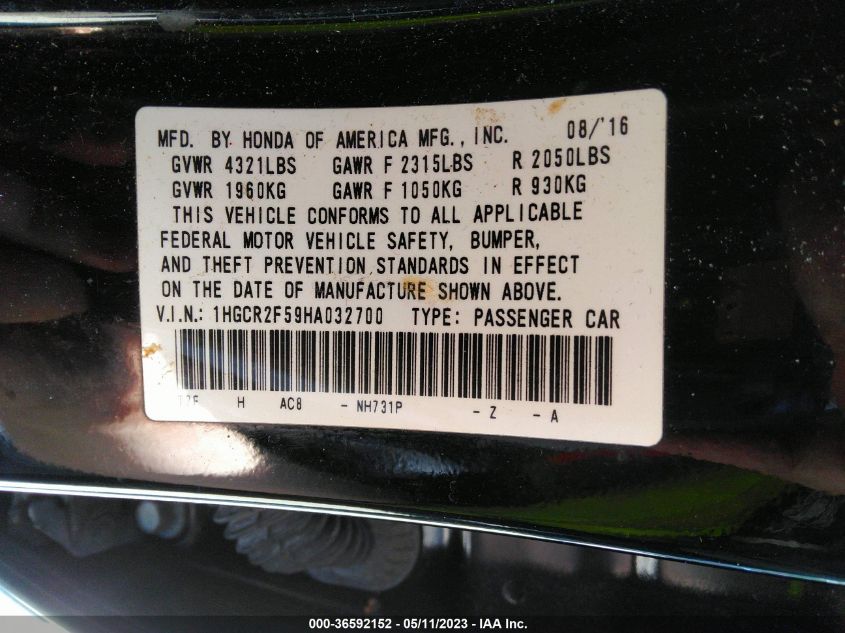 MFD. BY HONDA OF AMERICA MFG., INC. 08/'16
GVWR 4321LBS GAWR F 2315LBS R 2050LBS
GVWR 1960KG GAWR F 1050KG R 930KG
THIS VEHICLE CONFORMS TO ALL APPLICABLE
FEDERAL MOTOR VEHICLE SAFETY, BUMPER,
AND THEFT PREVENTION STANDARDS IN EFFECT
ON THE DATE OF MANUFACTURE SHOWN ABOVE.
V.I.N.: 1HGCR2F59HA032700 TYPE: PASSENGER CAR
H AC8 - NH731P - Z - A
000-36592152 - 05/11/2023 - IAA Inc.